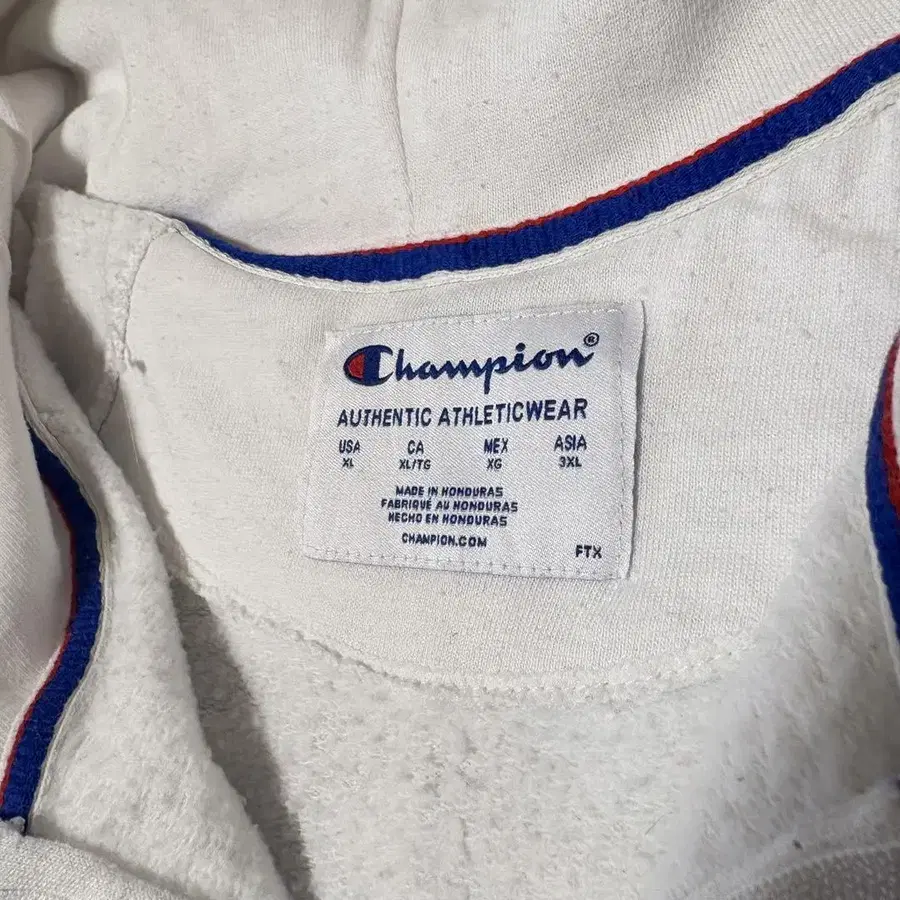 Champion®
AUTHENTIC ATHLETICWEAR
USA CA MEX ASIA
XL XL/TG XG 3XL
MADE IN HONDURAS
FABRIQUÉ AU HONDURAS
HECHO EN HONDURAS
CHAMPION.COM
FTX